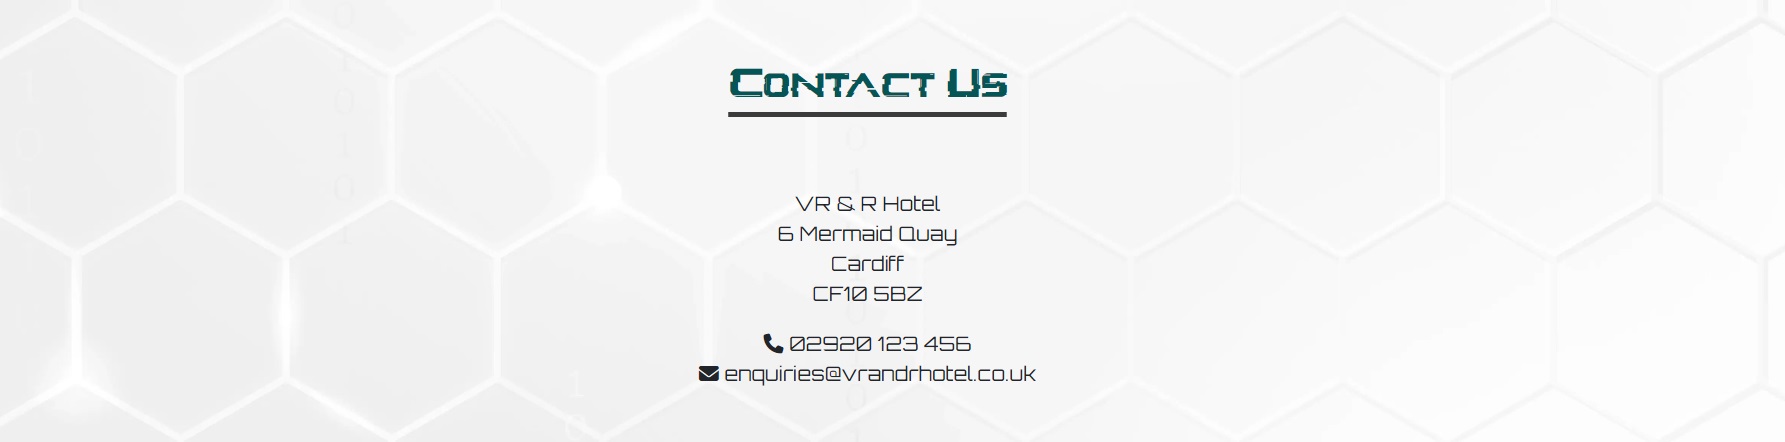 Contact Us
VR & R Hotel
6 Mermaid Quay
Cardiff
CF10 5BZ
02920 123 456
enquiries@vrandrhotel.co.uk